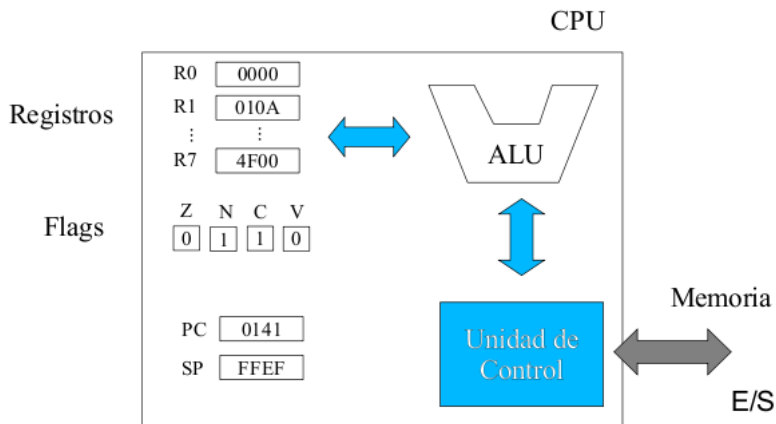 CPU
Registros
R0 0000
R1 010A
⋮ ⋮
R7 4F00
ALU
Flags
Z N C V
0 1 1 0
PC 0141
SP FFEF
Unidad de
Control
Memoria
E/S